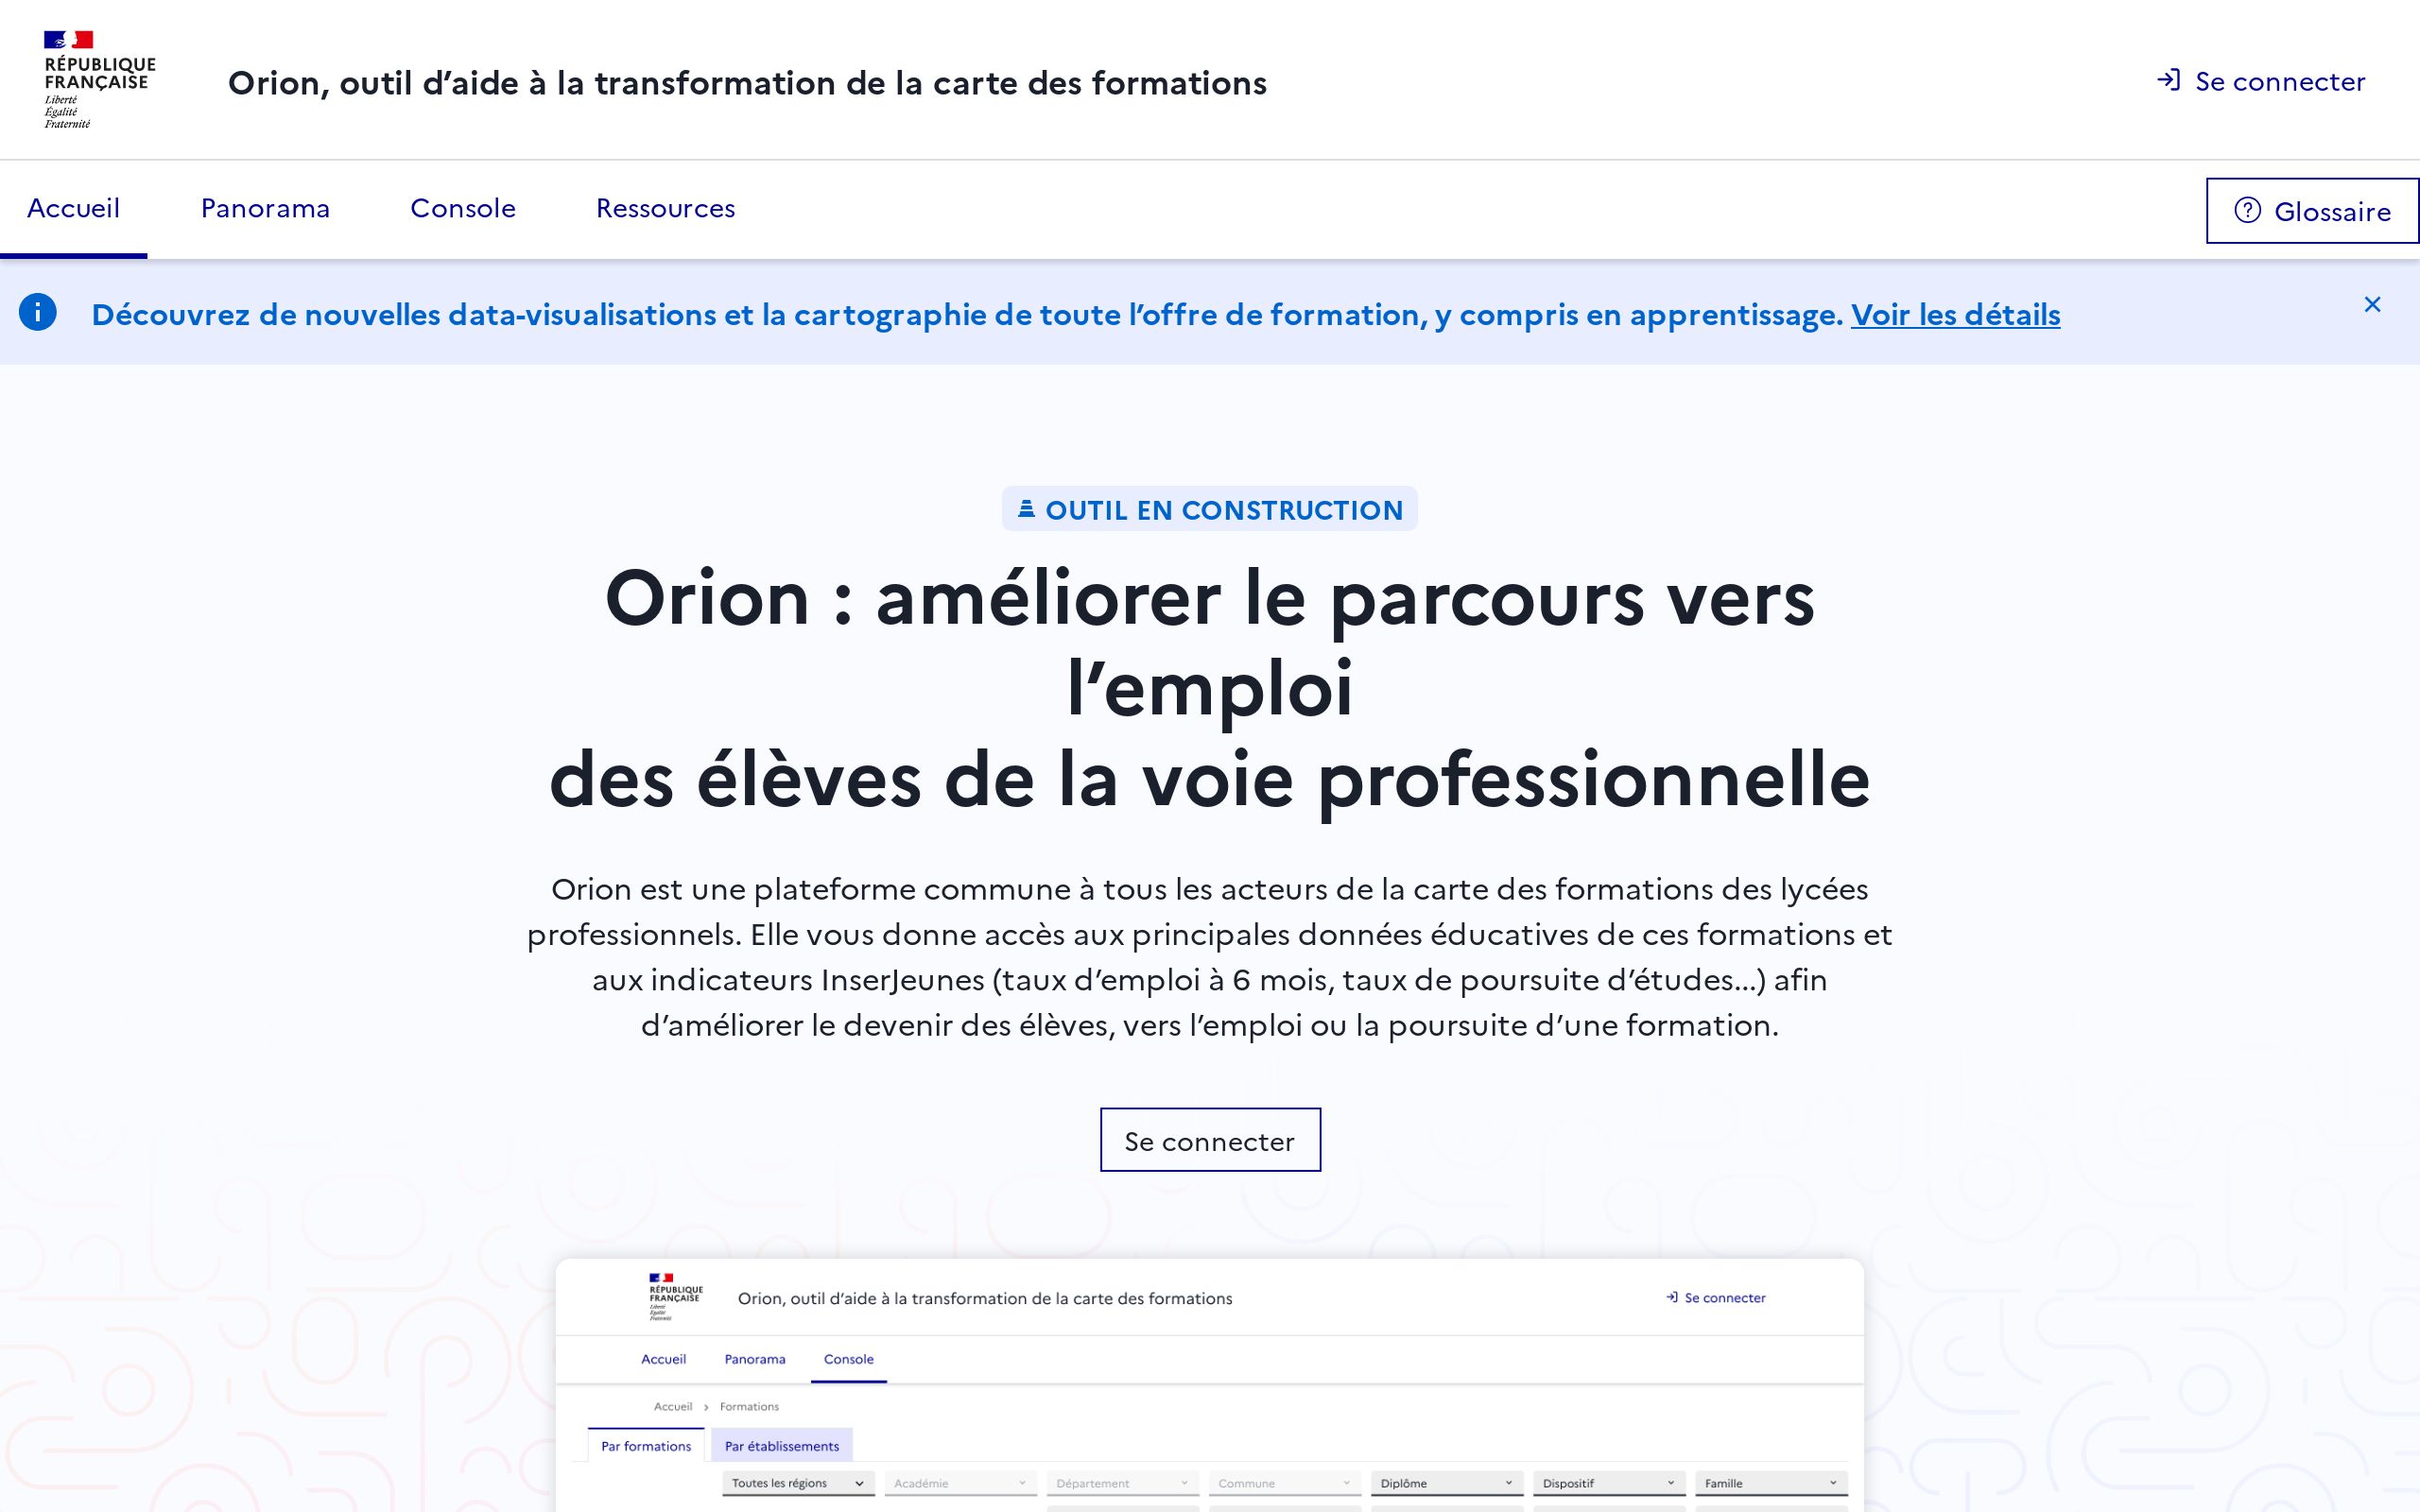 RÉPUBLIQUE
FRANÇAISE
Liberté
Égalité
Fraternité
Orion, outil d’aide à la transformation de la carte des formations
Se connecter
Accueil
Panorama
Console
Ressources
Glossaire
Découvrez de nouvelles data-visualisations et la cartographie de toute l’offre de formation, y compris en apprentissage. Voir les détails
OUTIL EN CONSTRUCTION
Orion : améliorer le parcours vers
l’emploi
des élèves de la voie professionnelle
Orion est une plateforme commune à tous les acteurs de la carte des formations des lycées
professionnels. Elle vous donne accès aux principales données éducatives de ces formations et
aux indicateurs InserJeunes (taux d’emploi à 6 mois, taux de poursuite d’études...) afin
d’améliorer le devenir des élèves, vers l’emploi ou la poursuite d’une formation.
Se connecter
RÉPUBLIQUE
FRANÇAISE
Liberté
Égalité
Fraternité
Orion, outil d’aide à la transformation de la carte des formations
Se connecter
Accueil
Panorama
Console
Accueil
Formations
Par formations
Par établissements
Toutes les régions
Académie
Département
Commune
Diplôme
Dispositif
Famille